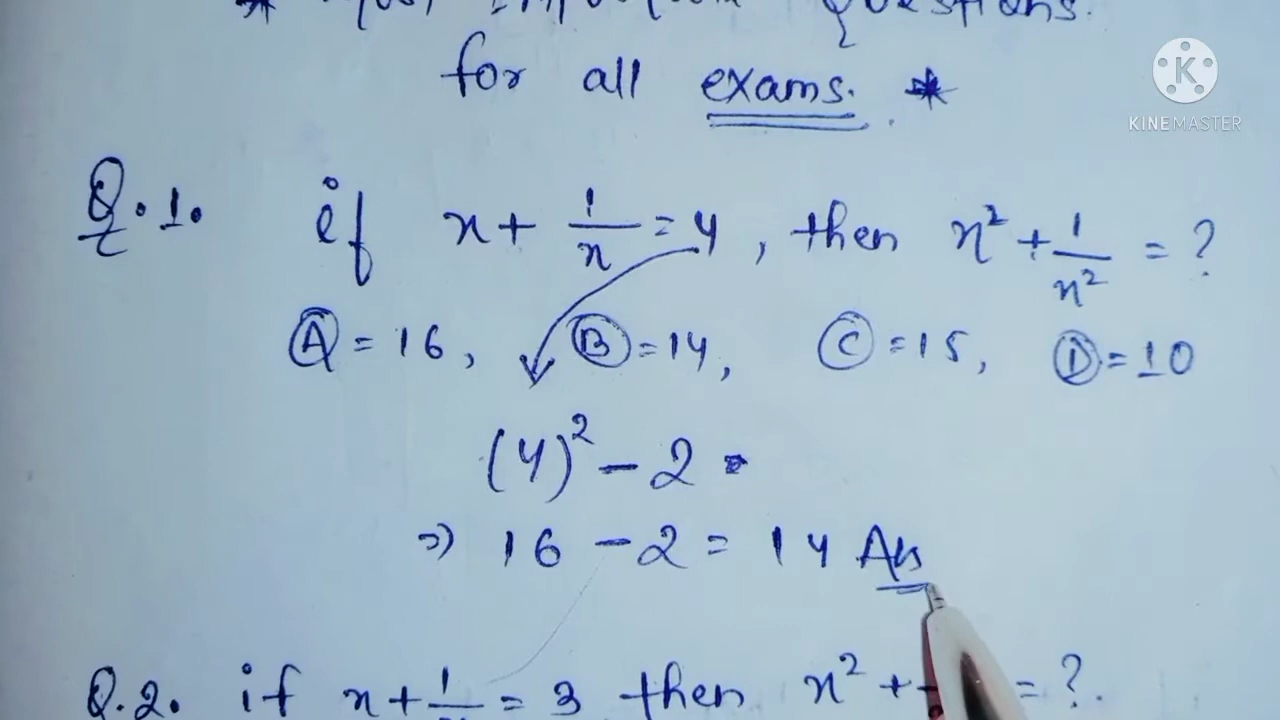 Questions.
for all exams. *
KINEMASTER
Q.1. if x + 1/x = 4, then x² + 1/x² = ?
(A) = 16, (B) = 14, (C) = 15, (D) = 10
(4)² - 2
⇒ 16 - 2 = 14 Ans
Q.2. if x + 1/x = 3 then x² + = ?.